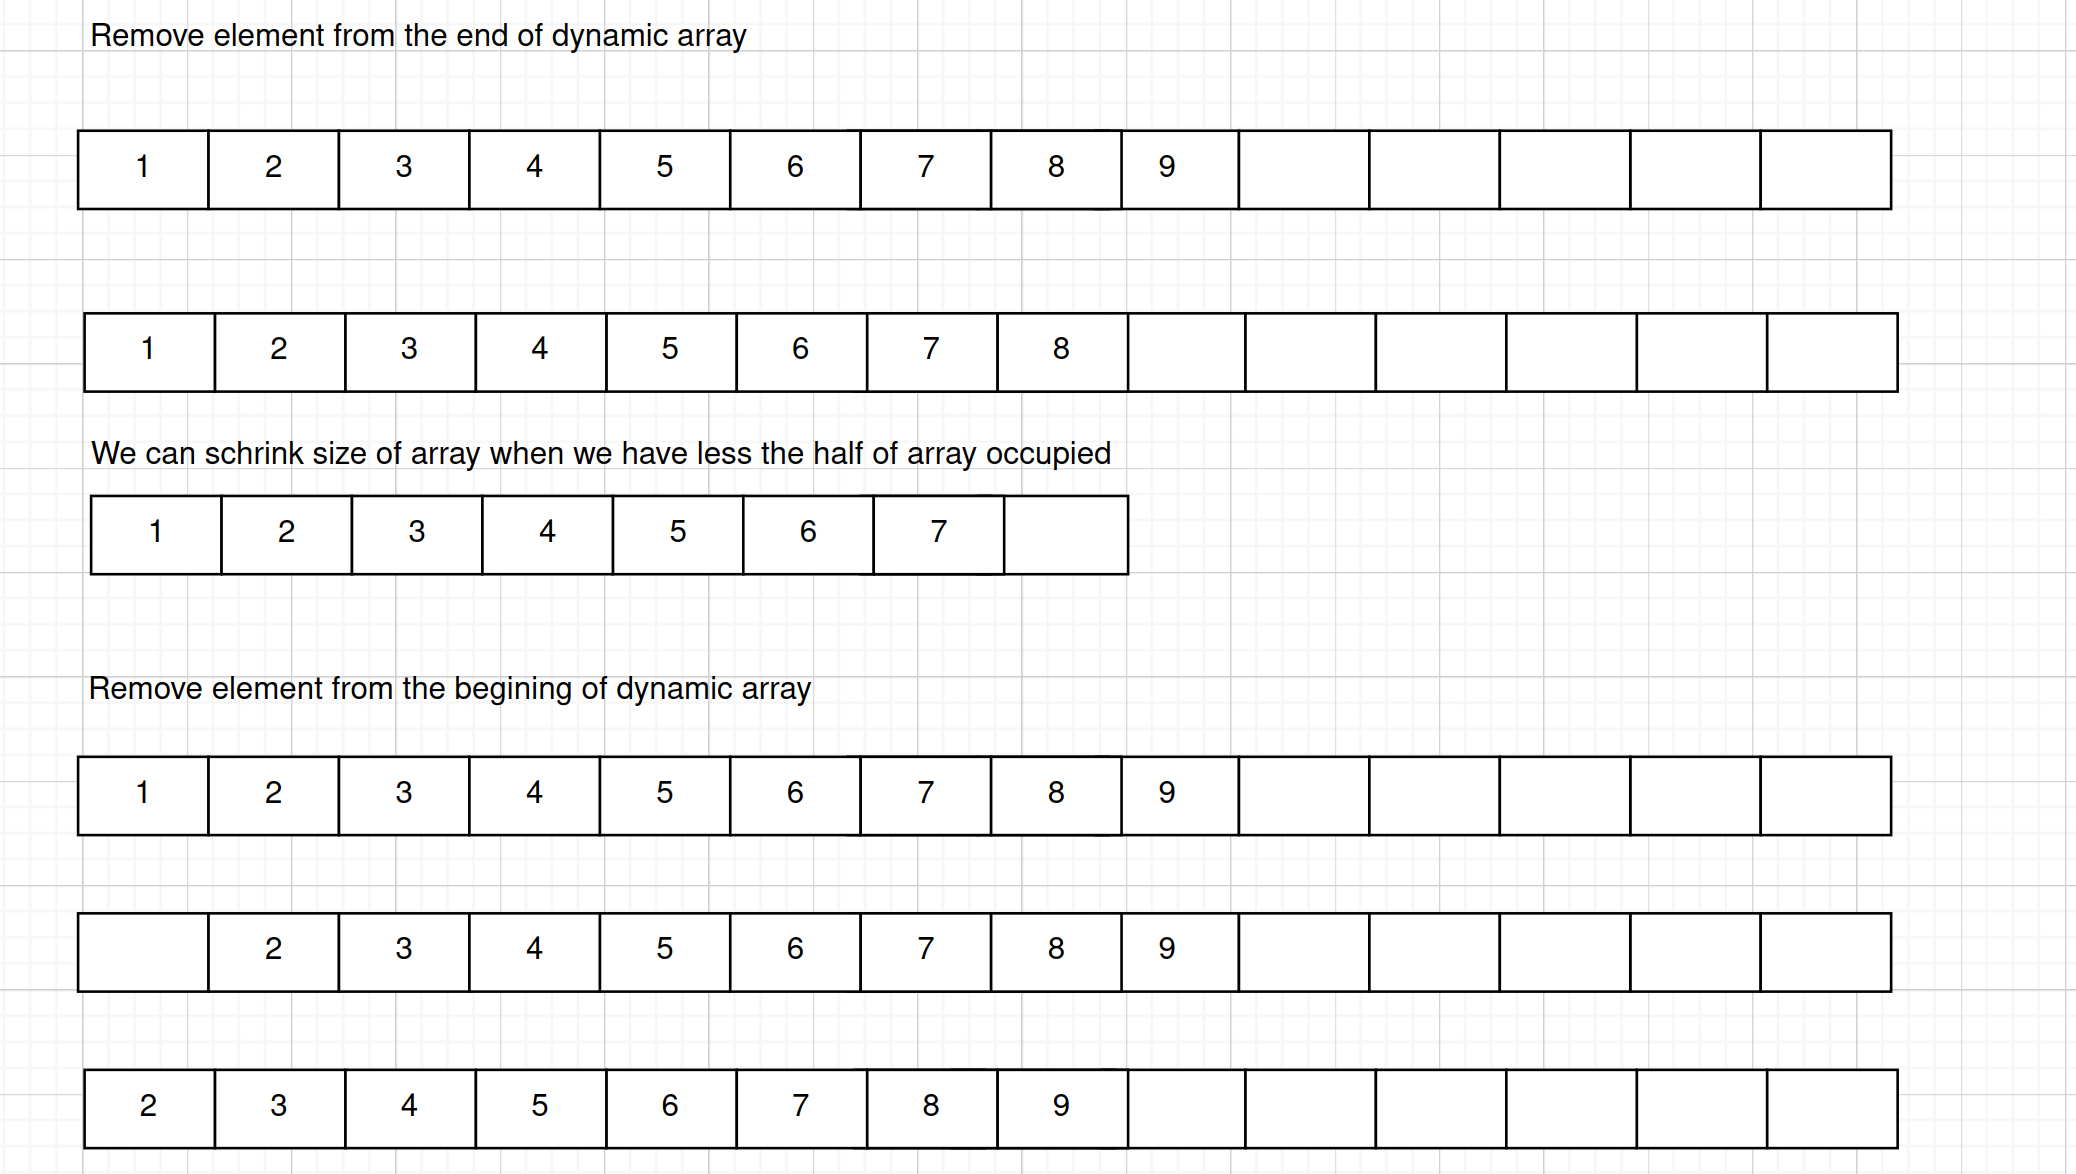 Remove element from the end of dynamic array
1 2 3 4 5 6 7 8 9
1 2 3 4 5 6 7 8
We can schrink size of array when we have less the half of array occupied
1 2 3 4 5 6 7
Remove element from the begining of dynamic array
1 2 3 4 5 6 7 8 9
2 3 4 5 6 7 8 9
2 3 4 5 6 7 8 9